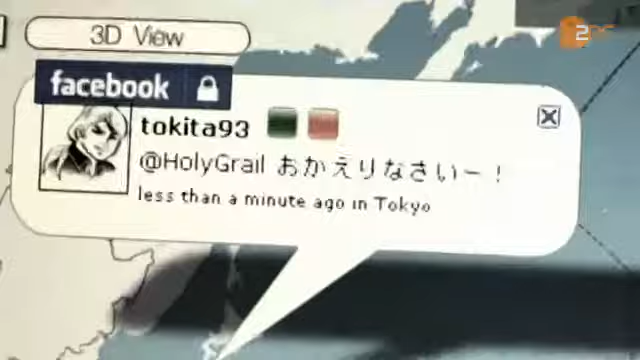 3D View
2
facebook
tokita93
@HolyGrail おかえりなさいー！
less than a minute ago in Tokyo